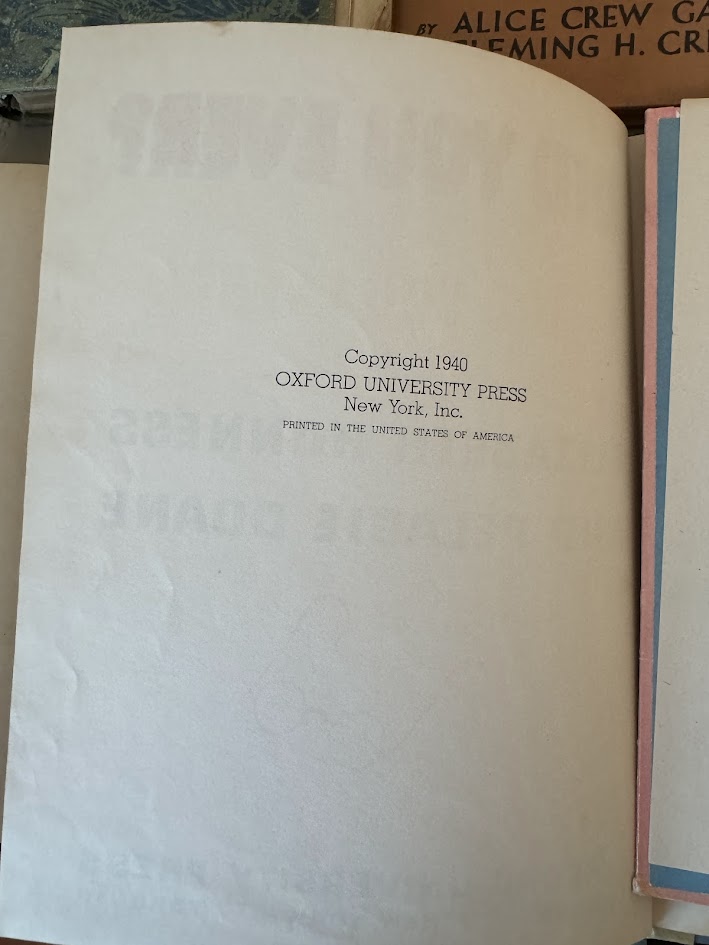 BY ALICE CREW GA
FLEMING H. CR
Copyright 1940
OXFORD UNIVERSITY PRESS
New York, Inc.
PRINTED IN THE UNITED STATES OF AMERICA